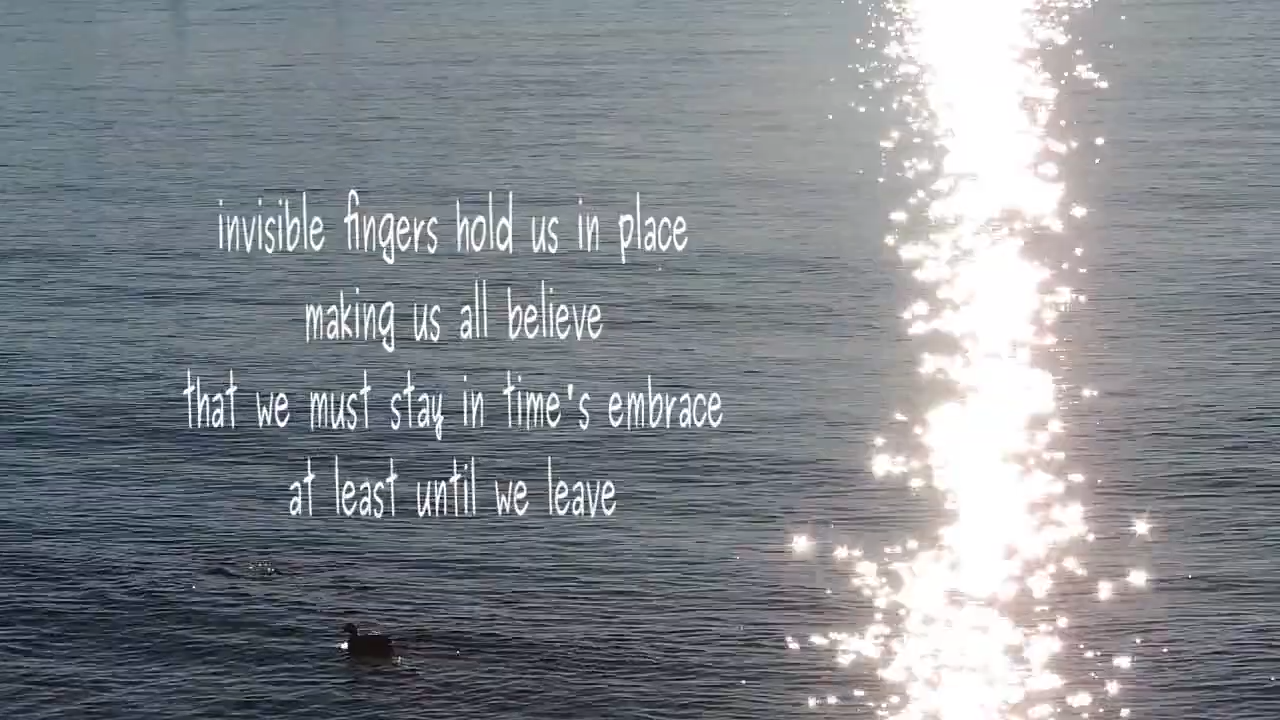 invisible fingers hold us in place
making us all believe
that we must stay in time's embrace
at least until we leave